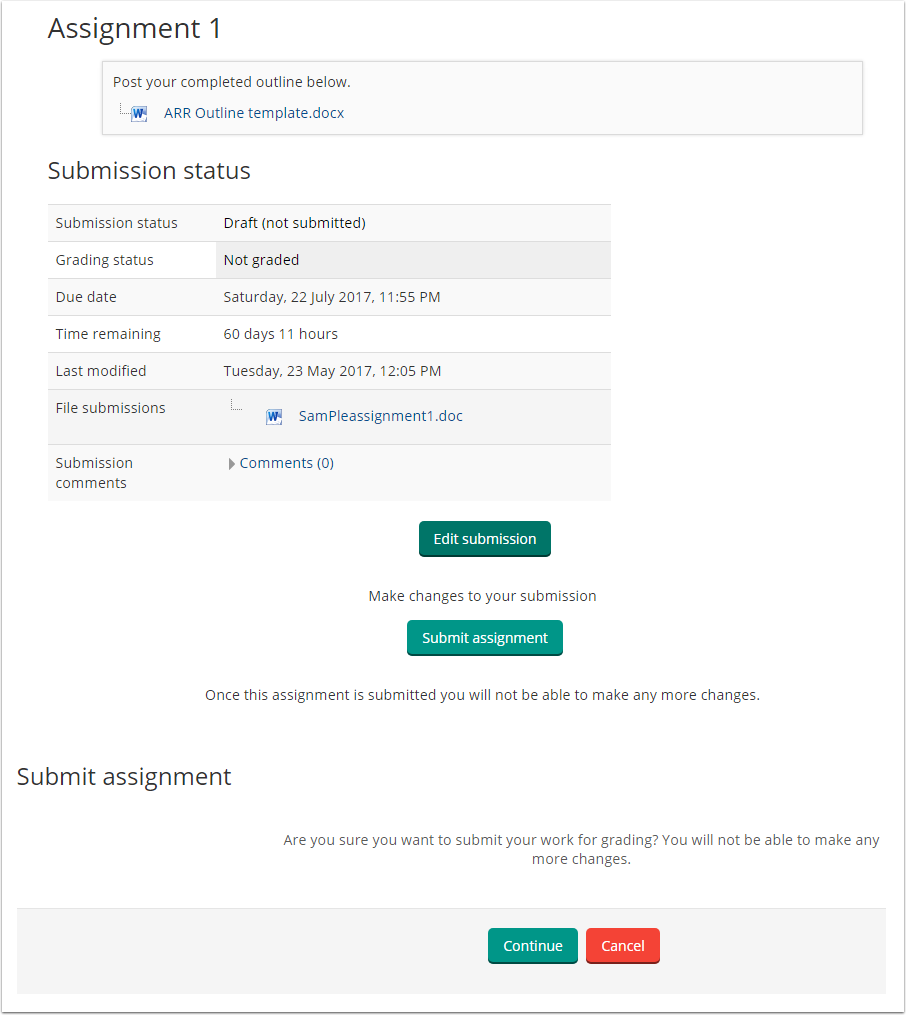 Assignment 1
Post your completed outline below.
ARR Outline template.docx
Submission status
Submission status Draft (not submitted)
Grading status Not graded
Due date Saturday, 22 July 2017, 11:55 PM
Time remaining 60 days 11 hours
Last modified Tuesday, 23 May 2017, 12:05 PM
File submissions SamPleassignment1.doc
Submission Comments (0)
comments
Edit submission
Make changes to your submission
Submit assignment
Once this assignment is submitted you will not be able to make any more changes.
Submit assignment
Are you sure you want to submit your work for grading? You will not be able to make any
more changes.
Continue Cancel